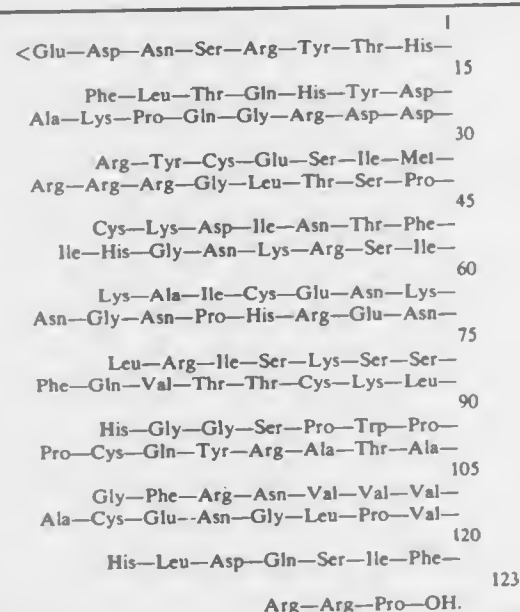 1
<Glu—Asp—Asn—Ser—Arg—Tyr—Thr—His—
15
Phe—Leu—Thr—Gln—His—Tyr—Asp—
Ala—Lys—Pro—Gln—Gly—Arg—Asp—Asp—
30
Arg—Tyr—Cys—Glu—Ser—Ile—Met—
Arg—Arg—Arg—Gly—Leu—Thr—Ser—Pro—
45
Cys—Lys—Asp—Ile—Asn—Thr—Phe
Ile—His—Gly—Asn—Lys—Arg—Ser—Ile—
60
Lys—Ala—Ile—Cys—Glu—Asn—Lys—
Asn—Gly—Asn—Pro—His—Arg—Glu—Asn—
75
Leu—Arg—Ile—Ser—Lys—Ser—Ser—
Phe—Gln—Val—Thr—Thr—Cys—Lys—Leu—
90
His—Gly—Gly—Ser—Pro—Trp—Pro—
Pro—Cys—Gln—Tyr—Arg—Ala—Thr—Ala—
105
Gly—Phe—Arg—Asn—Val—Val—Val—
Ala—Cys—Glu--Asn—Gly—Leu—Pro—Val—
120
His—Leu—Asp—Gln—Ser—Ile—Phe—
123
Arg—Arg—Pro—OH.